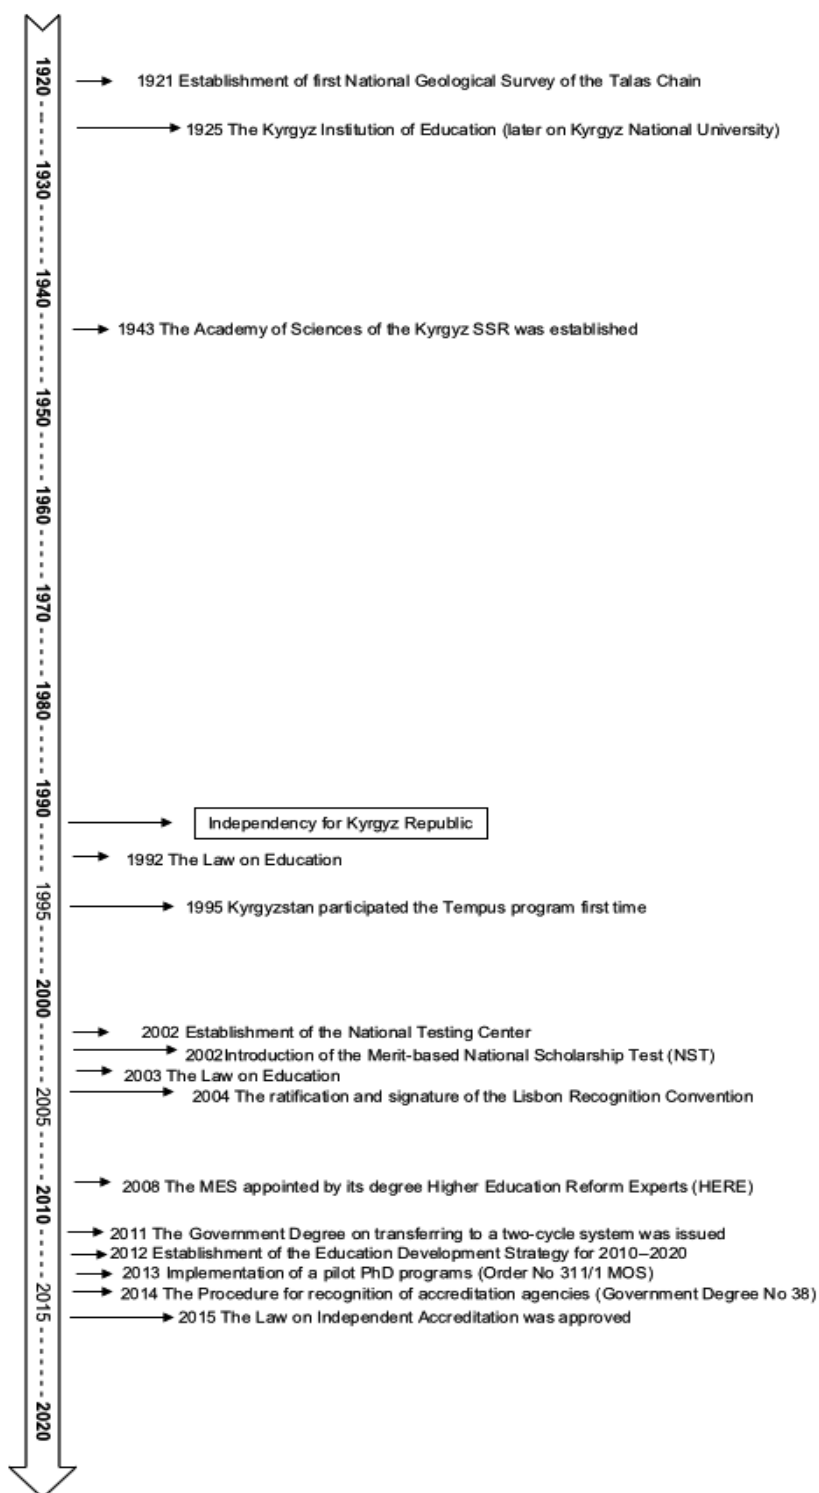 1920
1921 Establishment of first National Geological Survey of the Talas Chain
1925 The Kyrgyz Institution of Education (later on Kyrgyz National University)
1930
1940
1943 The Academy of Sciences of the Kyrgyz SSR was established
1950
1960
1970
1980
1990
Independency for Kyrgyz Republic
1992 The Law on Education
1995
1995 Kyrgyzstan participated the Tempus program first time
2000
2002 Establishment of the National Testing Center
2002Introduction of the Merit-based National Scholarship Test (NST)
2003 The Law on Education
2005
2004 The ratification and signature of the Lisbon Recognition Convention
2008 The MES appointed by its degree Higher Education Reform Experts (HERE)
2010
2011 The Government Degree on transferring to a two-cycle system was issued
2012 Establishment of the Education Development Strategy for 2010–2020
2013 Implementation of a pilot PhD programs (Order No 311/1 MOS)
2014 The Procedure for recognition of accreditation agencies (Government Degree No 38)
2015
2015 The Law on Independent Accreditation was approved
2020